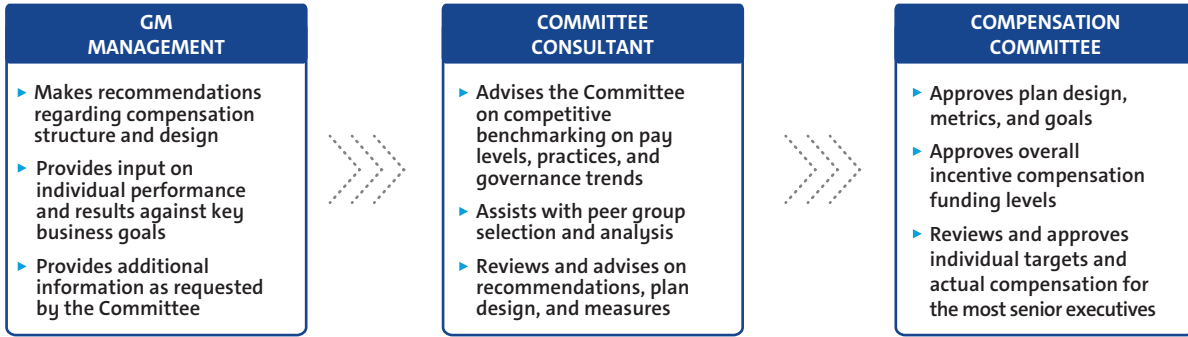 GM
MANAGEMENT
Makes recommendations
regarding compensation
structure and design
Provides input on
individual performance
and results against key
business goals
Provides additional
information as requested
by the Committee
COMMITTEE
CONSULTANT
Advises the Committee
on competitive
benchmarking on pay
levels, practices, and
governance trends
Assists with peer group
selection and analysis
Reviews and advises on
recommendations, plan
design, and measures
COMPENSATION
COMMITTEE
Approves plan design,
metrics, and goals
Approves overall
incentive compensation
funding levels
Reviews and approves
individual targets and
actual compensation for
the most senior executives